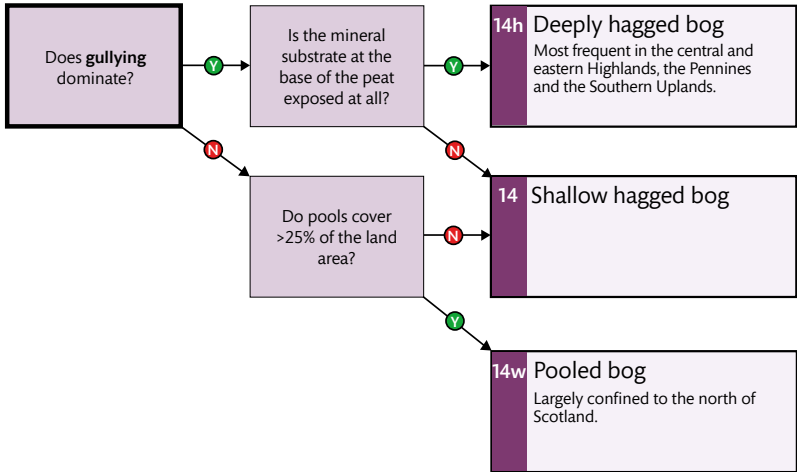 Does gullying
dominate?
Y
Is the mineral
substrate at the
base of the peat
exposed at all?
Y
14h
Deeply hagged bog
Most frequent in the central and
eastern Highlands, the Pennines
and the Southern Uplands.
N
N
Do pools cover
>25% of the land
area?
N
14
Shallow hagged bog
Y
14w
Pooled bog
Largely confined to the north of
Scotland.